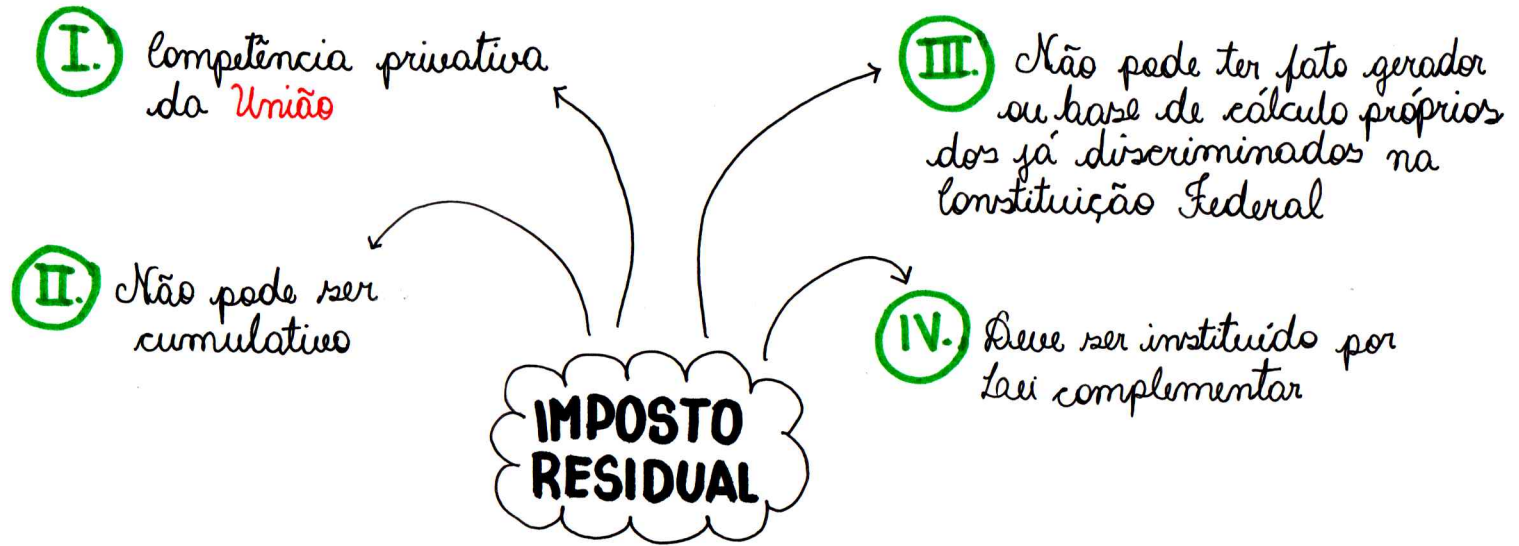 I. Competência privativa
da União
II. Não pode ser
cumulativo
III. Não pode ter fato gerador
ou base de cálculo próprios
dos já discriminados na
Constituição Federal
IV. Deve ser instituído por
Lei complementar
IMPOSTO
RESIDUAL